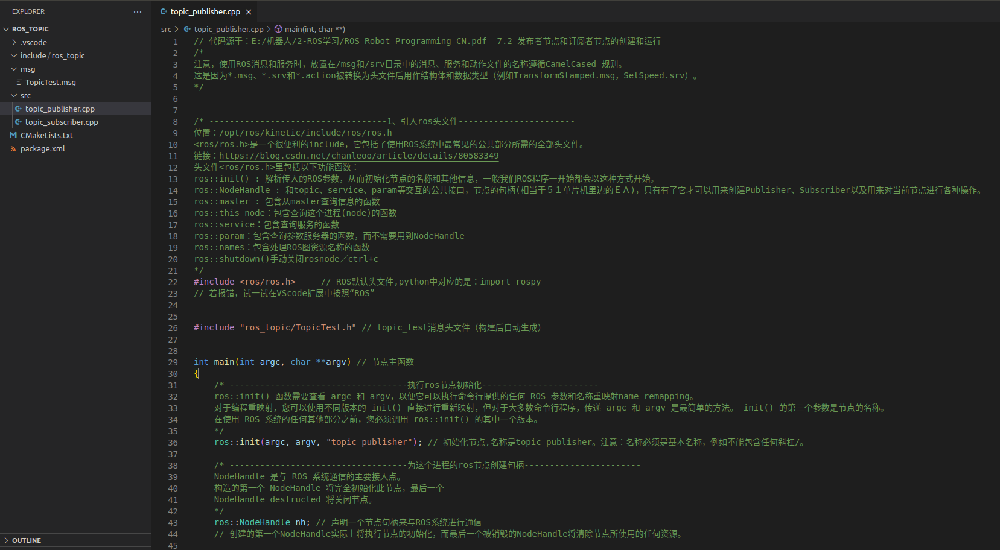 EXPLORER
ROS_TOPIC
.vscode
include/ros_topic
msg
TopicTest.msg
src
topic_publisher.cpp
topic_subscriber.cpp
CMakeLists.txt
package.xml
OUTLINE
topic_publisher.cpp
src > topic_publisher.cpp > main(int, char **)
1 // 代码源于：E:/机器人/2-ROS学习/ROS_Robot_Programming_CN.pdf  7.2 发布者节点和订阅者节点的创建和运行
2 /*
3 注意，使用ROS消息和服务时，放置在/msg和/srv目录中的消息、服务和动作文件的名称遵循CamelCased 规则。
4 这是因为*.msg、*.srv和*.action被转换为头文件后用作结构体和数据类型（例如TransformStamped.msg，SetSpeed.srv）。
5 */
6
7
8 /* -----------------------------------1、引入ros头文件-----------------------
9 位置：/opt/ros/kinetic/include/ros/ros.h
10 <ros/ros.h>是一个很便利的include，它包括了使用ROS系统中最常见的公共部分所需的全部头文件。
11 链接：https://blog.csdn.net/chanleoo/article/details/80583349
12 头文件<ros/ros.h>里包括以下功能函数：
13 ros::init() : 解析传入的ROS参数，从而初始化节点的名称和其他信息，一般我们ROS程序一开始都会以这种方式开始。
14 ros::NodeHandle : 和topic、service、param等交互的公共接口，节点的句柄(相当于５１单片机里边的ＥＡ)，只有有了它才可以用来创建Publisher、Subscriber以及用来对当前节点进行各种操作。
15 ros::master : 包含从master查询信息的函数
16 ros::this_node：包含查询这个进程(node)的函数
17 ros::service：包含查询服务的函数
18 ros::param：包含查询参数服务器的函数，而不需要用到NodeHandle
19 ros::names：包含处理ROS图资源名称的函数
20 ros::shutdown()手动关闭rosnode／ctrl+c
21 */
22 #include <ros/ros.h>     // ROS默认头文件,python中对应的是：import rospy
23 // 若报错，试一试在VScode扩展中按照“ROS”
24
25
26 #include "ros_topic/TopicTest.h" // topic_test消息头文件（构建后自动生成）
27
28
29 int main(int argc, char **argv) // 节点主函数
30 {
31     /* -----------------------------------执行ros节点初始化-----------------------
32     ros::init() 函数需要查看 argc 和 argv，以便它可以执行命令行提供的任何 ROS 参数和名称重映射name remapping。
33     对于编程重映射，您可以使用不同版本的 init() 直接进行重新映射，但对于大多数命令行程序，传递 argc 和 argv 是最简单的方法。 init() 的第三个参数是节点的名称。
34     在使用 ROS 系统的任何其他部分之前，您必须调用 ros::init() 的其中一个版本。
35     */
36     ros::init(argc, argv, "topic_publisher"); // 初始化节点,名称是topic_publisher。注意：名称必须是基本名称，例如不能包含任何斜杠/。
37
38     /* -----------------------------------为这个进程的ros节点创建句柄-----------------------
39     NodeHandle 是与 ROS 系统通信的主要接入点。
40     构造的第一个 NodeHandle 将完全初始化此节点，最后一个
41     NodeHandle destructed 将关闭节点。
42     */
43     ros::NodeHandle nh; // 声明一个节点句柄来与ROS系统进行通信
44     // 创建的第一个NodeHandle实际上将执行节点的初始化，而最后一个被销毁的NodeHandle将清除节点所使用的任何资源。
45